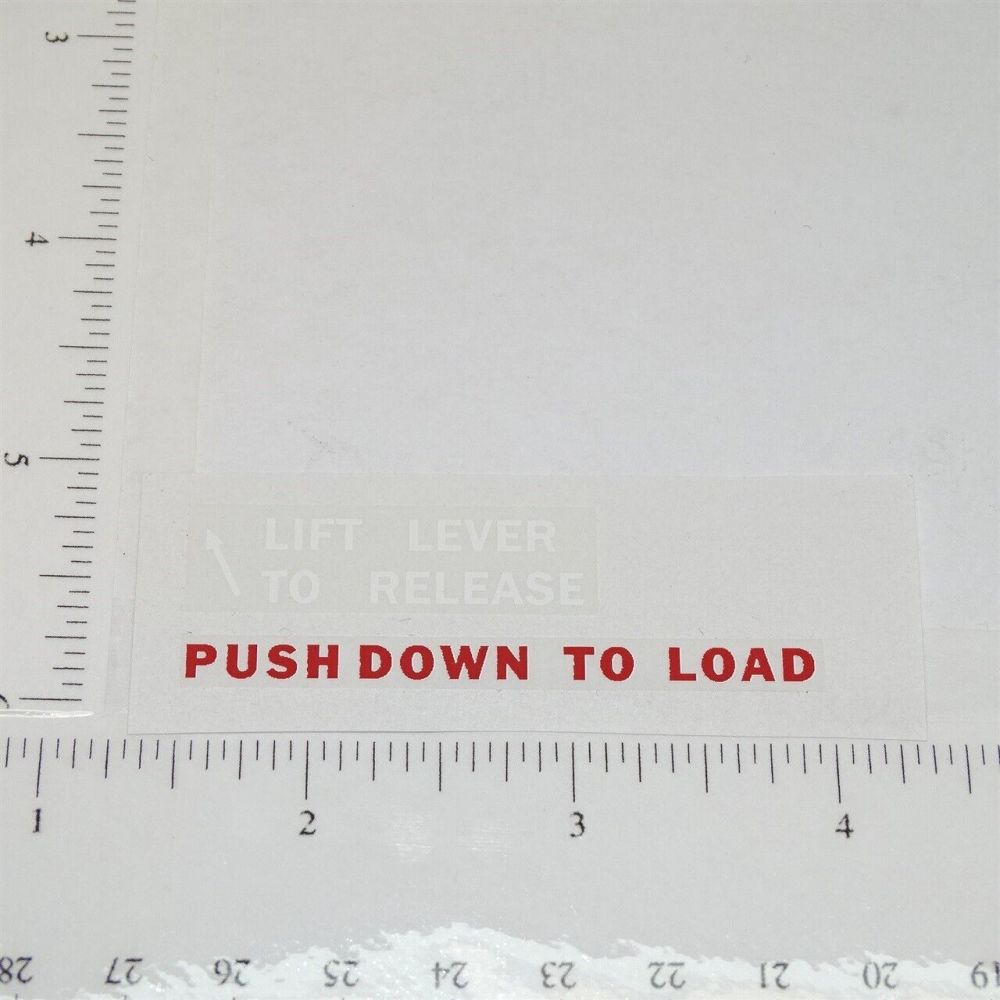 3
4
5
LIFT LEVER
TO RELEASE
PUSH DOWN TO LOAD
1 2 3 4
28 27 26 25 24 23 22 21 20 19